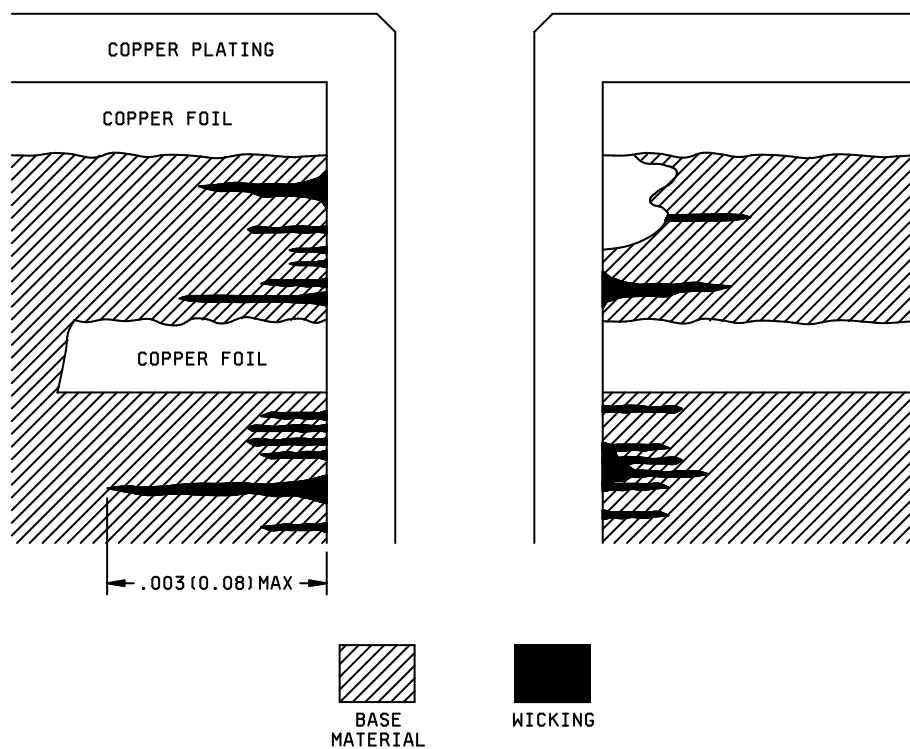 COPPER PLATING
COPPER FOIL
COPPER FOIL
.003(0.08)MAX
BASE
MATERIAL
WICKING